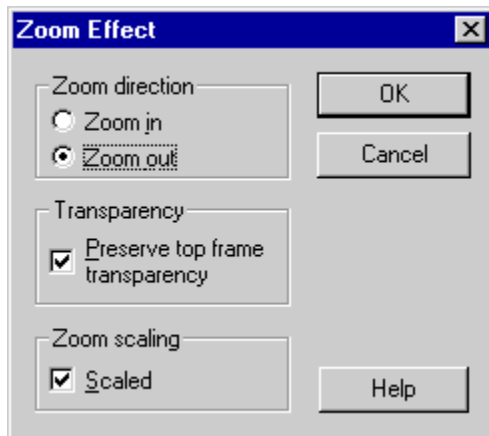 Zoom Effect
Zoom direction
Zoom in
Zoom out
OK
Cancel
Transparency
Preserve top frame
transparency
Zoom scaling
Scaled
Help